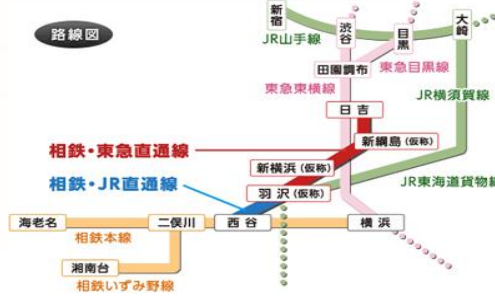 路線図
新宿
渋谷
目黒
大崎
JR山手線
田園調布
東急目黒線
東急東横線
JR横須賀線
日吉
新綱島(仮称)
相鉄・東急直通線
新横浜(仮称)
相鉄・JR直通線
羽沢(仮称)
JR東海道貨物線
海老名
二俣川
西谷
横浜
相鉄本線
湘南台
相鉄いずみ野線